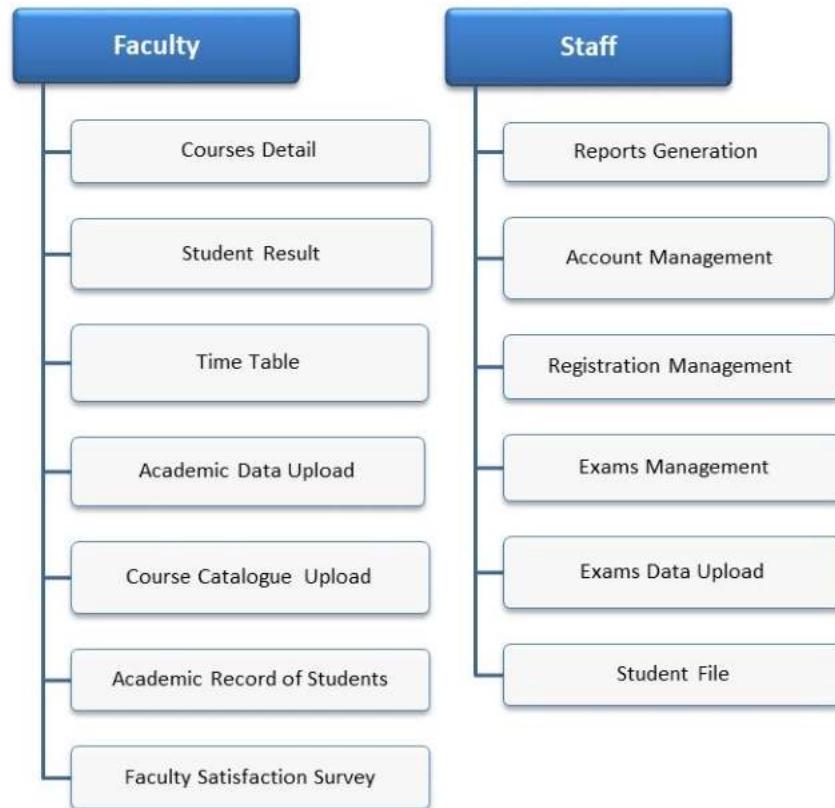 Faculty
Courses Detail
Student Result
Time Table
Academic Data Upload
Course Catalogue Upload
Academic Record of Students
Faculty Satisfaction Survey
Staff
Reports Generation
Account Management
Registration Management
Exams Management
Exams Data Upload
Student File